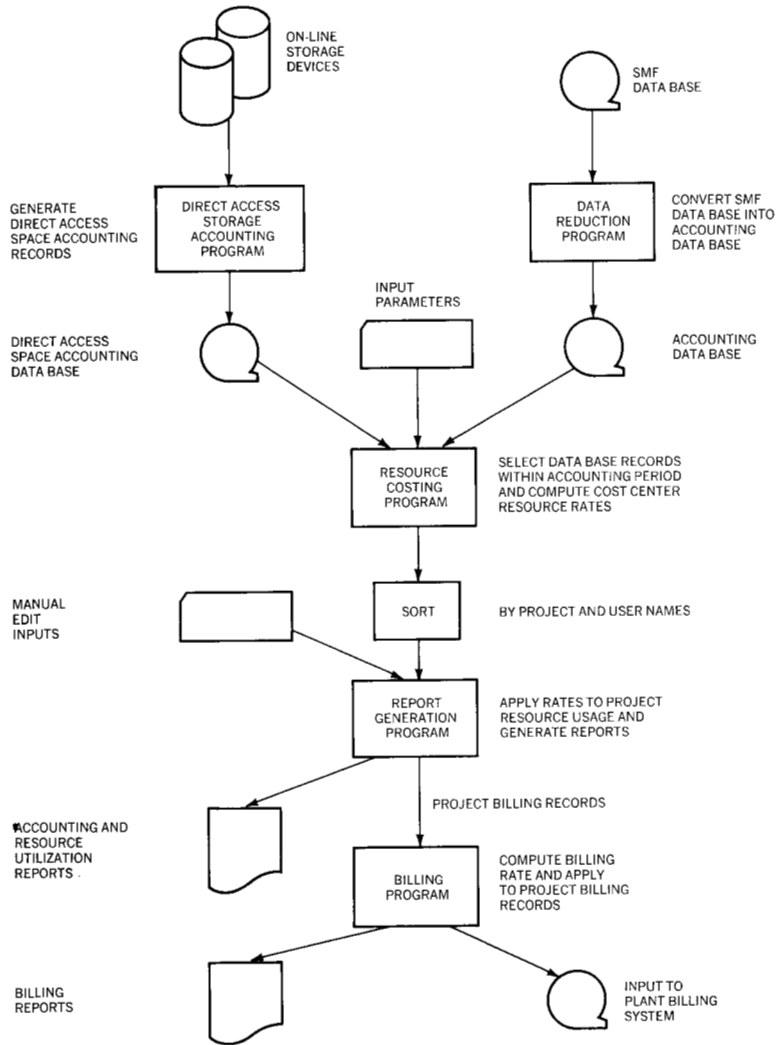 ON-LINE
STORAGE
DEVICES
SMF
DATA BASE
GENERATE
DIRECT ACCESS
SPACE ACCOUNTING
RECORDS
DIRECT ACCESS
STORAGE
ACCOUNTING
PROGRAM
DATA
REDUCTION
PROGRAM
CONVERT SMF
DATA BASE INTO
ACCOUNTING
DATA BASE
INPUT
PARAMETERS
DIRECT ACCESS
SPACE ACCOUNTING
DATA BASE
ACCOUNTING
DATA BASE
RESOURCE
COSTING
PROGRAM
SELECT DATA BASE RECORDS
WITHIN ACCOUNTING PERIOD
AND COMPUTE COST CENTER
RESOURCE RATES
MANUAL
EDIT
INPUTS
SORT
BY PROJECT AND USER NAMES
REPORT
GENERATION
PROGRAM
APPLY RATES TO PROJECT
RESOURCE USAGE AND
GENERATE REPORTS
PROJECT BILLING RECORDS
ACCOUNTING AND
RESOURCE
UTILIZATION
REPORTS
BILLING
PROGRAM
COMPUTE BILLING
RATE AND APPLY
TO PROJECT BILLING
RECORDS
BILLING
REPORTS
INPUT TO
PLANT BILLING
SYSTEM